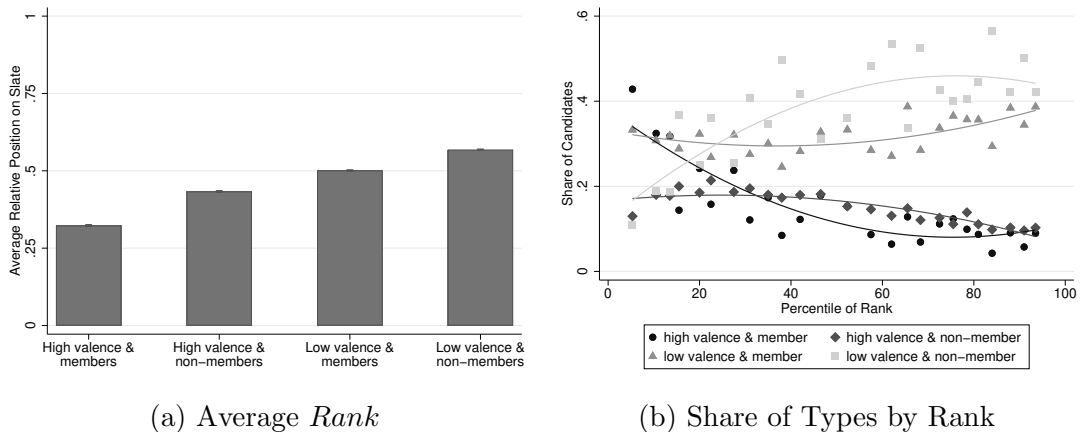 Average Relative Position on Slate
1
.75
.5
.25
0
High valence & members
High valence & non-members
Low valence & members
Low valence & non-members
(a) Average Rank
Share of Candidates
.6
.4
.2
0
0 20 40 60 80 100
Percentile of Rank
high valence & member high valence & non-member
low valence & member low valence & non-member
(b) Share of Types by Rank